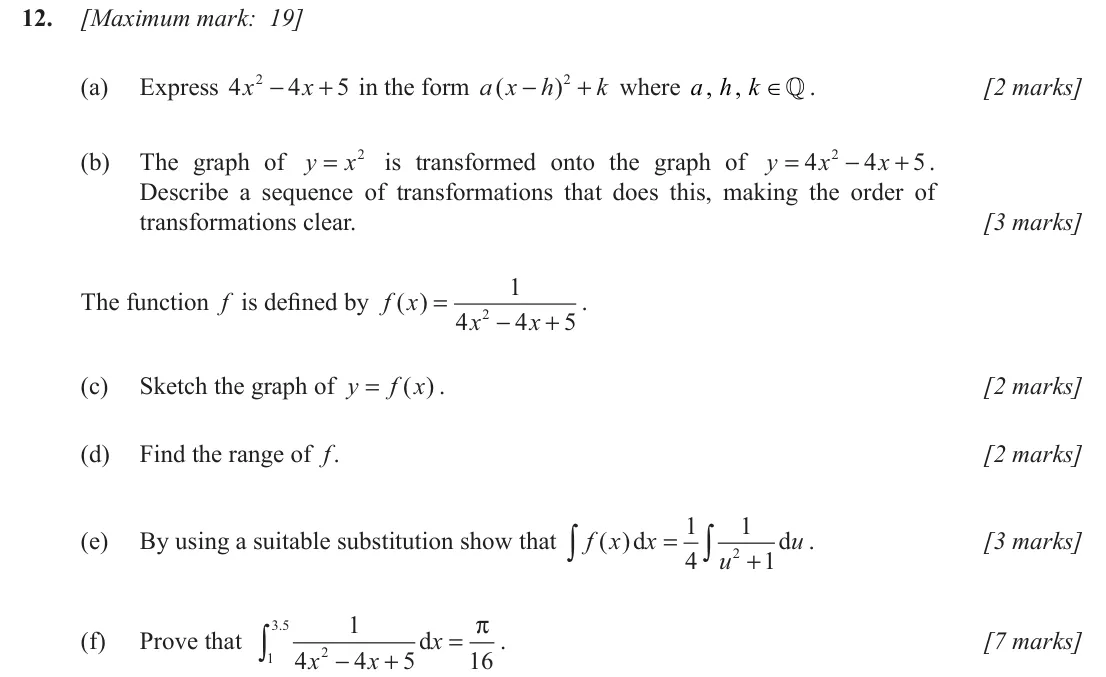 12. [Maximum mark: 19]
(a) Express 4x² − 4x + 5 in the form a(x − h)² + k where a, h, k ∈ ℚ. [2 marks]
(b) The graph of y = x² is transformed onto the graph of y = 4x² − 4x + 5.
Describe a sequence of transformations that does this, making the order of
transformations clear. [3 marks]
The function f is defined by f(x) = 1/(4x² − 4x + 5).
(c) Sketch the graph of y = f(x). [2 marks]
(d) Find the range of f. [2 marks]
(e) By using a suitable substitution show that ∫ f(x)dx = 1/4 ∫ 1/(u² + 1) du. [3 marks]
(f) Prove that ∫₁^3.5 1/(4x² − 4x + 5) dx = π/16. [7 marks]